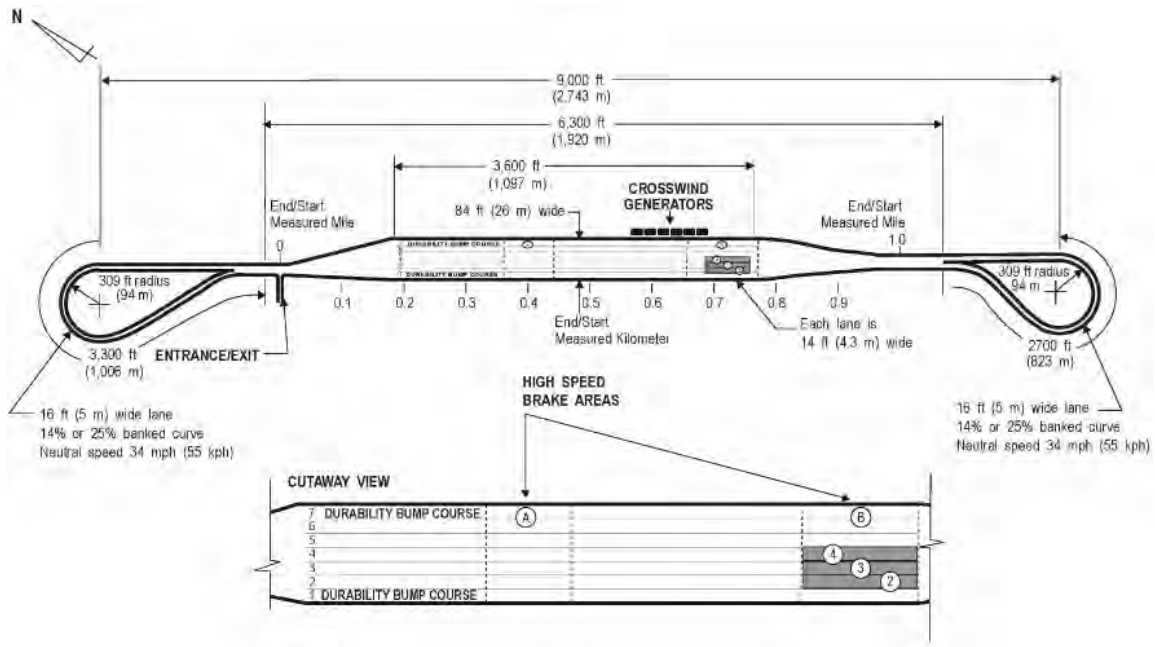 N
9,000 ft
(2,743 m)
6,300 ft
(1,920 m)
3,600 ft
(1,097 m)
CROSSWIND
GENERATORS
84 ft (26 m) wide
End/Start
Measured Mile
End/Start
Measured Mile
0
1.0
DURABILITY BUMP COURSE
DURABILITY BUMP COURSE
309 ft radius
(94 m)
309 ft radius
94 m
0.1 0.2 0.3 0.4 0.5 0.6 0.7 0.8 0.9
End/Start
Measured Kilometer
Each lane is
14 ft (4.3 m) wide
3,300 ft
(1,006 m)
ENTRANCE/EXIT
2700 ft
(823 m)
16 ft (5 m) wide lane
14% or 25% banked curve
Neutral speed 34 mph (55 kph)
HIGH SPEED
BRAKE AREAS
16 ft (5 m) wide lane
14% or 25% banked curve
Neutral speed 34 mph (55 kph)
CUTAWAY VIEW
7 DURABILITY BUMP COURSE A B
6
5
4 4
3 3
2 2
1 DURABILITY BUMP COURSE